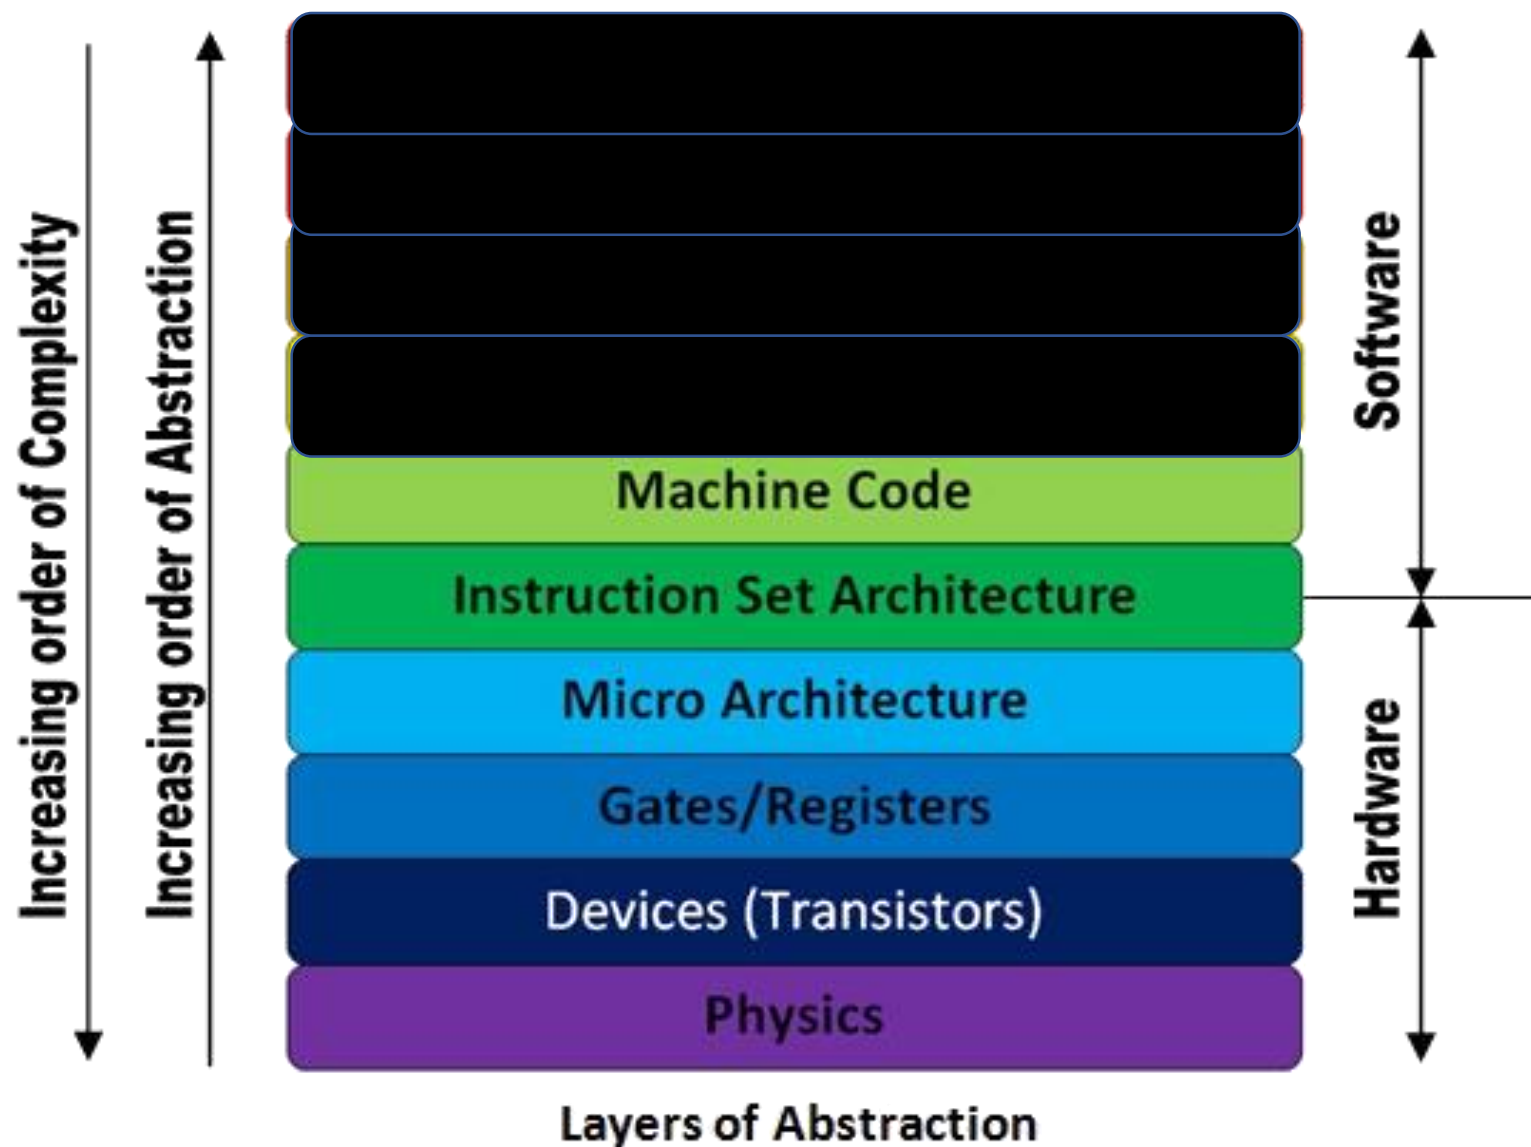 Increasing order of Complexity
Increasing order of Abstraction
Machine Code
Instruction Set Architecture
Micro Architecture
Gates/Registers
Devices (Transistors)
Physics
Software
Hardware
Layers of Abstraction